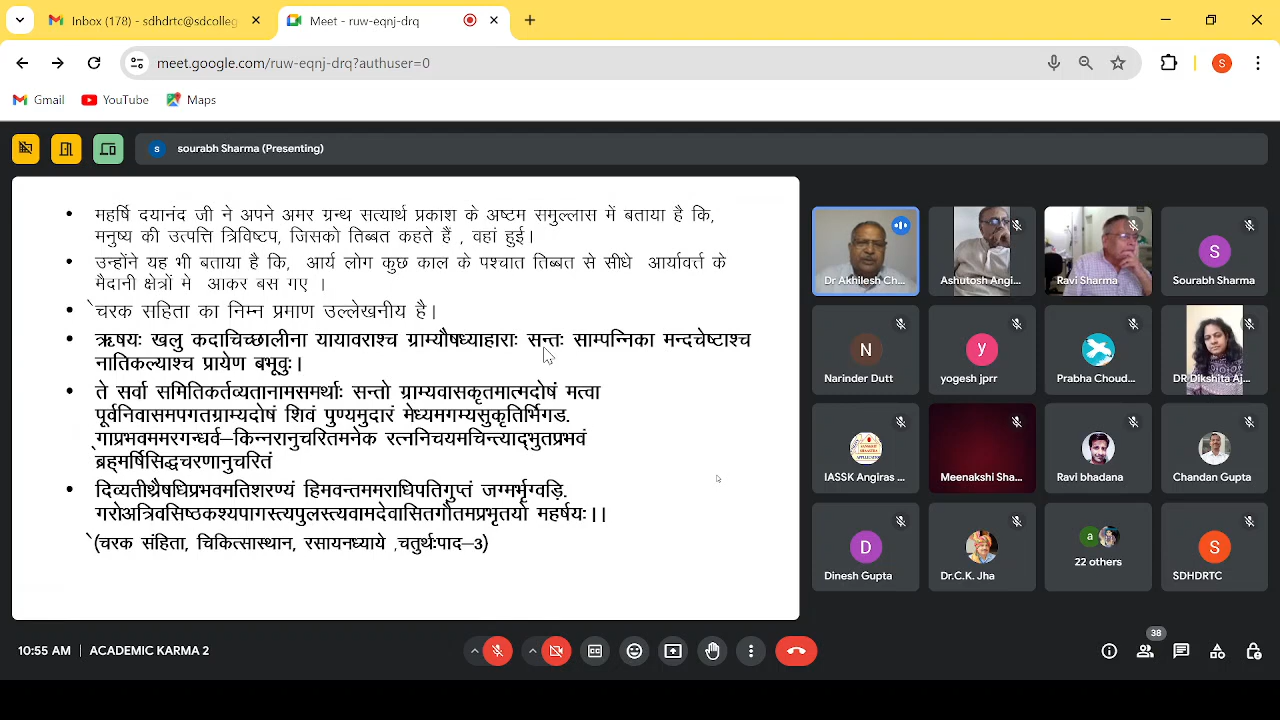 Inbox (178) - sdhdrtc@sdcolleg
Meet - ruw-eqnj-drq
meet.google.com/ruw-eqnj-drq?authuser=0
S
Gmail
YouTube
Maps
s
sourabh Sharma (Presenting)
महर्षि दयानंद जी ने अपने अमर ग्रन्थ सत्यार्थ प्रकाश के अष्टम समुल्लास में बताया है कि,
मनुष्य की उत्पत्ति त्रिविष्टप, जिसको तिब्बत कहते हैं , वहां हुई।
उन्होंने यह भी बताया है कि, आर्य लोग कुछ काल के पश्चात तिब्बत से सीधे आर्यावर्त के
मैदानी क्षेत्रों मे आकर बस गए ।
चरक सहिता का निम्न प्रमाण उल्लेखनीय है।
ऋषयः खलु कदाचिच्छालीना यायावराश्च ग्राम्यौषध्याहाराः सन्तः साम्पन्निका मन्दचेष्टाश्च
नातिकल्याश्च प्रायेण बभूवुः।
ते सर्वा समितिकर्तव्यतानामसमर्थाः सन्तो ग्राम्यवासकृतमात्मदोषं मत्वा
पूर्वनिवासमपगतग्राम्यदोषं शिवं पुण्यमुदारं मेध्यमगम्यसुकृतिर्भिगड.
गाप्रभवममरगन्धर्व–किन्नरानुचरितमनेक रत्ननिचयमचिन्त्याद्भुतप्रभवं
ब्रह्मर्षिसिद्धचरणानुचरितं
दिव्यतीर्थौषधिप्रभवमतिशरण्यं हिमवन्तममराधिपतिगुप्तं जग्मर्भृग्वड़ि.
गरोअत्रिवसिष्ठकश्यपागस्त्यपुलस्त्यवामदेवासितगौतमप्रभृतयो महर्षयः।।
(चरक संहिता, चिकित्सास्थान, रसायनध्याये ,चतुर्थःपाद–3)
Dr Akhilesh Ch...
Ashutosh Angi...
Ravi Sharma
S
Sourabh Sharma
N
Narinder Dutt
y
yogesh jprr
Prabha Choud...
DR Dikshita Aj...
IASSK Angiras ...
Meenakshi Sha...
Ravi bhadana
Chandan Gupta
D
Dinesh Gupta
Dr.C.K. Jha
a
22 others
S
SDHDRTC
10:55 AM
ACADEMIC KARMA 2
38